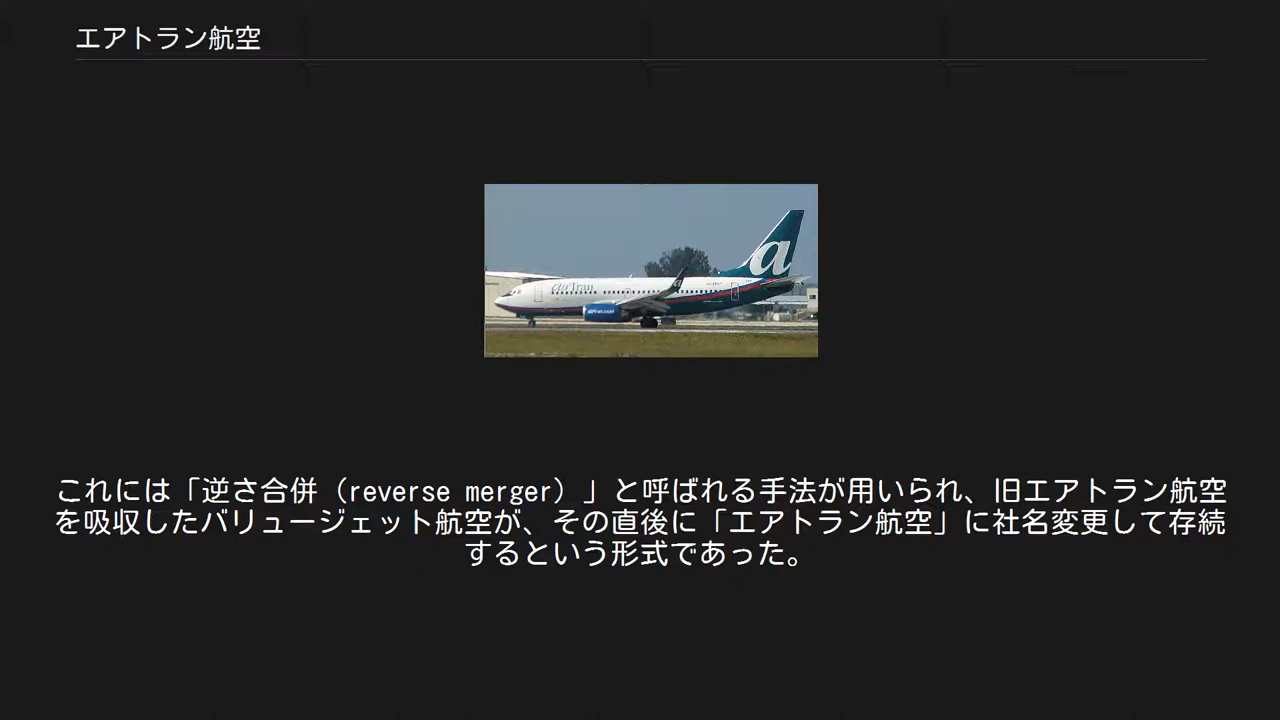 エアトラン航空
airTran
a
airtran.com
これには「逆さ合併（reverse merger）」と呼ばれる手法が用いられ、旧エアトラン航空
を吸収したバリュージェット航空が、その直後に「エアトラン航空」に社名変更して存続
するという形式であった。